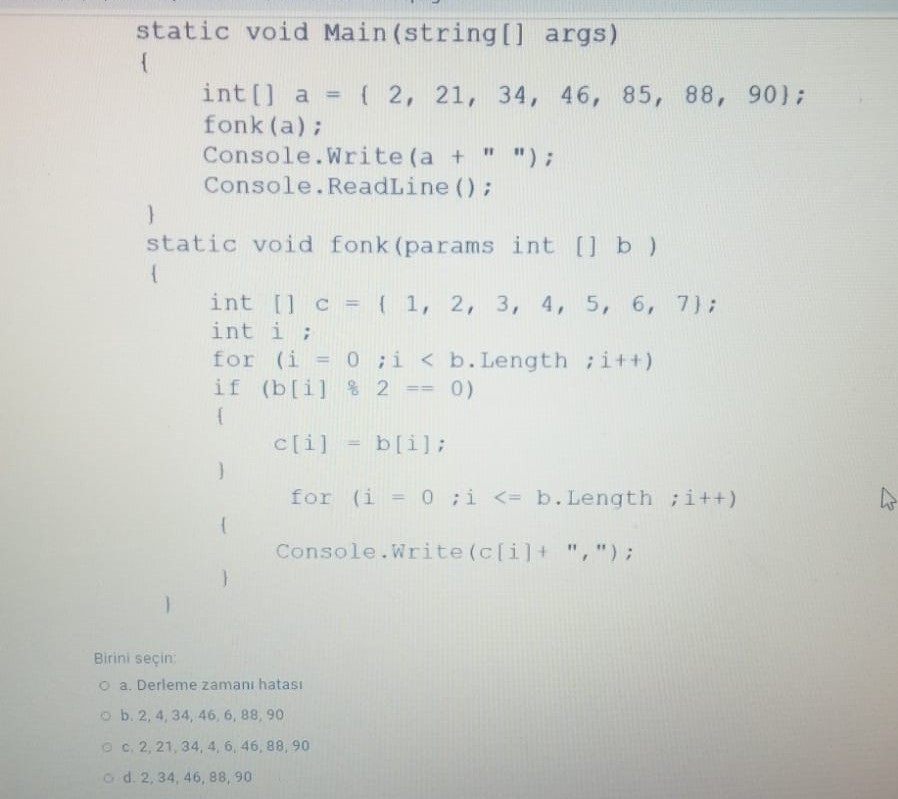 static void Main(string[] args)
{
int[] a = { 2, 21, 34, 46, 85, 88, 90};
fonk(a);
Console.Write(a + " ");
Console.ReadLine();
}
static void fonk(params int [] b )
{
int [] c = { 1, 2, 3, 4, 5, 6, 7};
int i ;
for (i = 0 ;i < b.Length ;i++)
if (b[i] % 2 == 0)
{
c[i] = b[i];
}
for (i = 0 ;i <= b.Length ;i++)
{
Console.Write(c[i]+ ",");
}
}
Birini seçin:
a. Derleme zamanı hatası
b. 2, 4, 34, 46, 6, 88, 90
c. 2, 21, 34, 4, 6, 46, 88, 90
d. 2, 34, 46, 88, 90